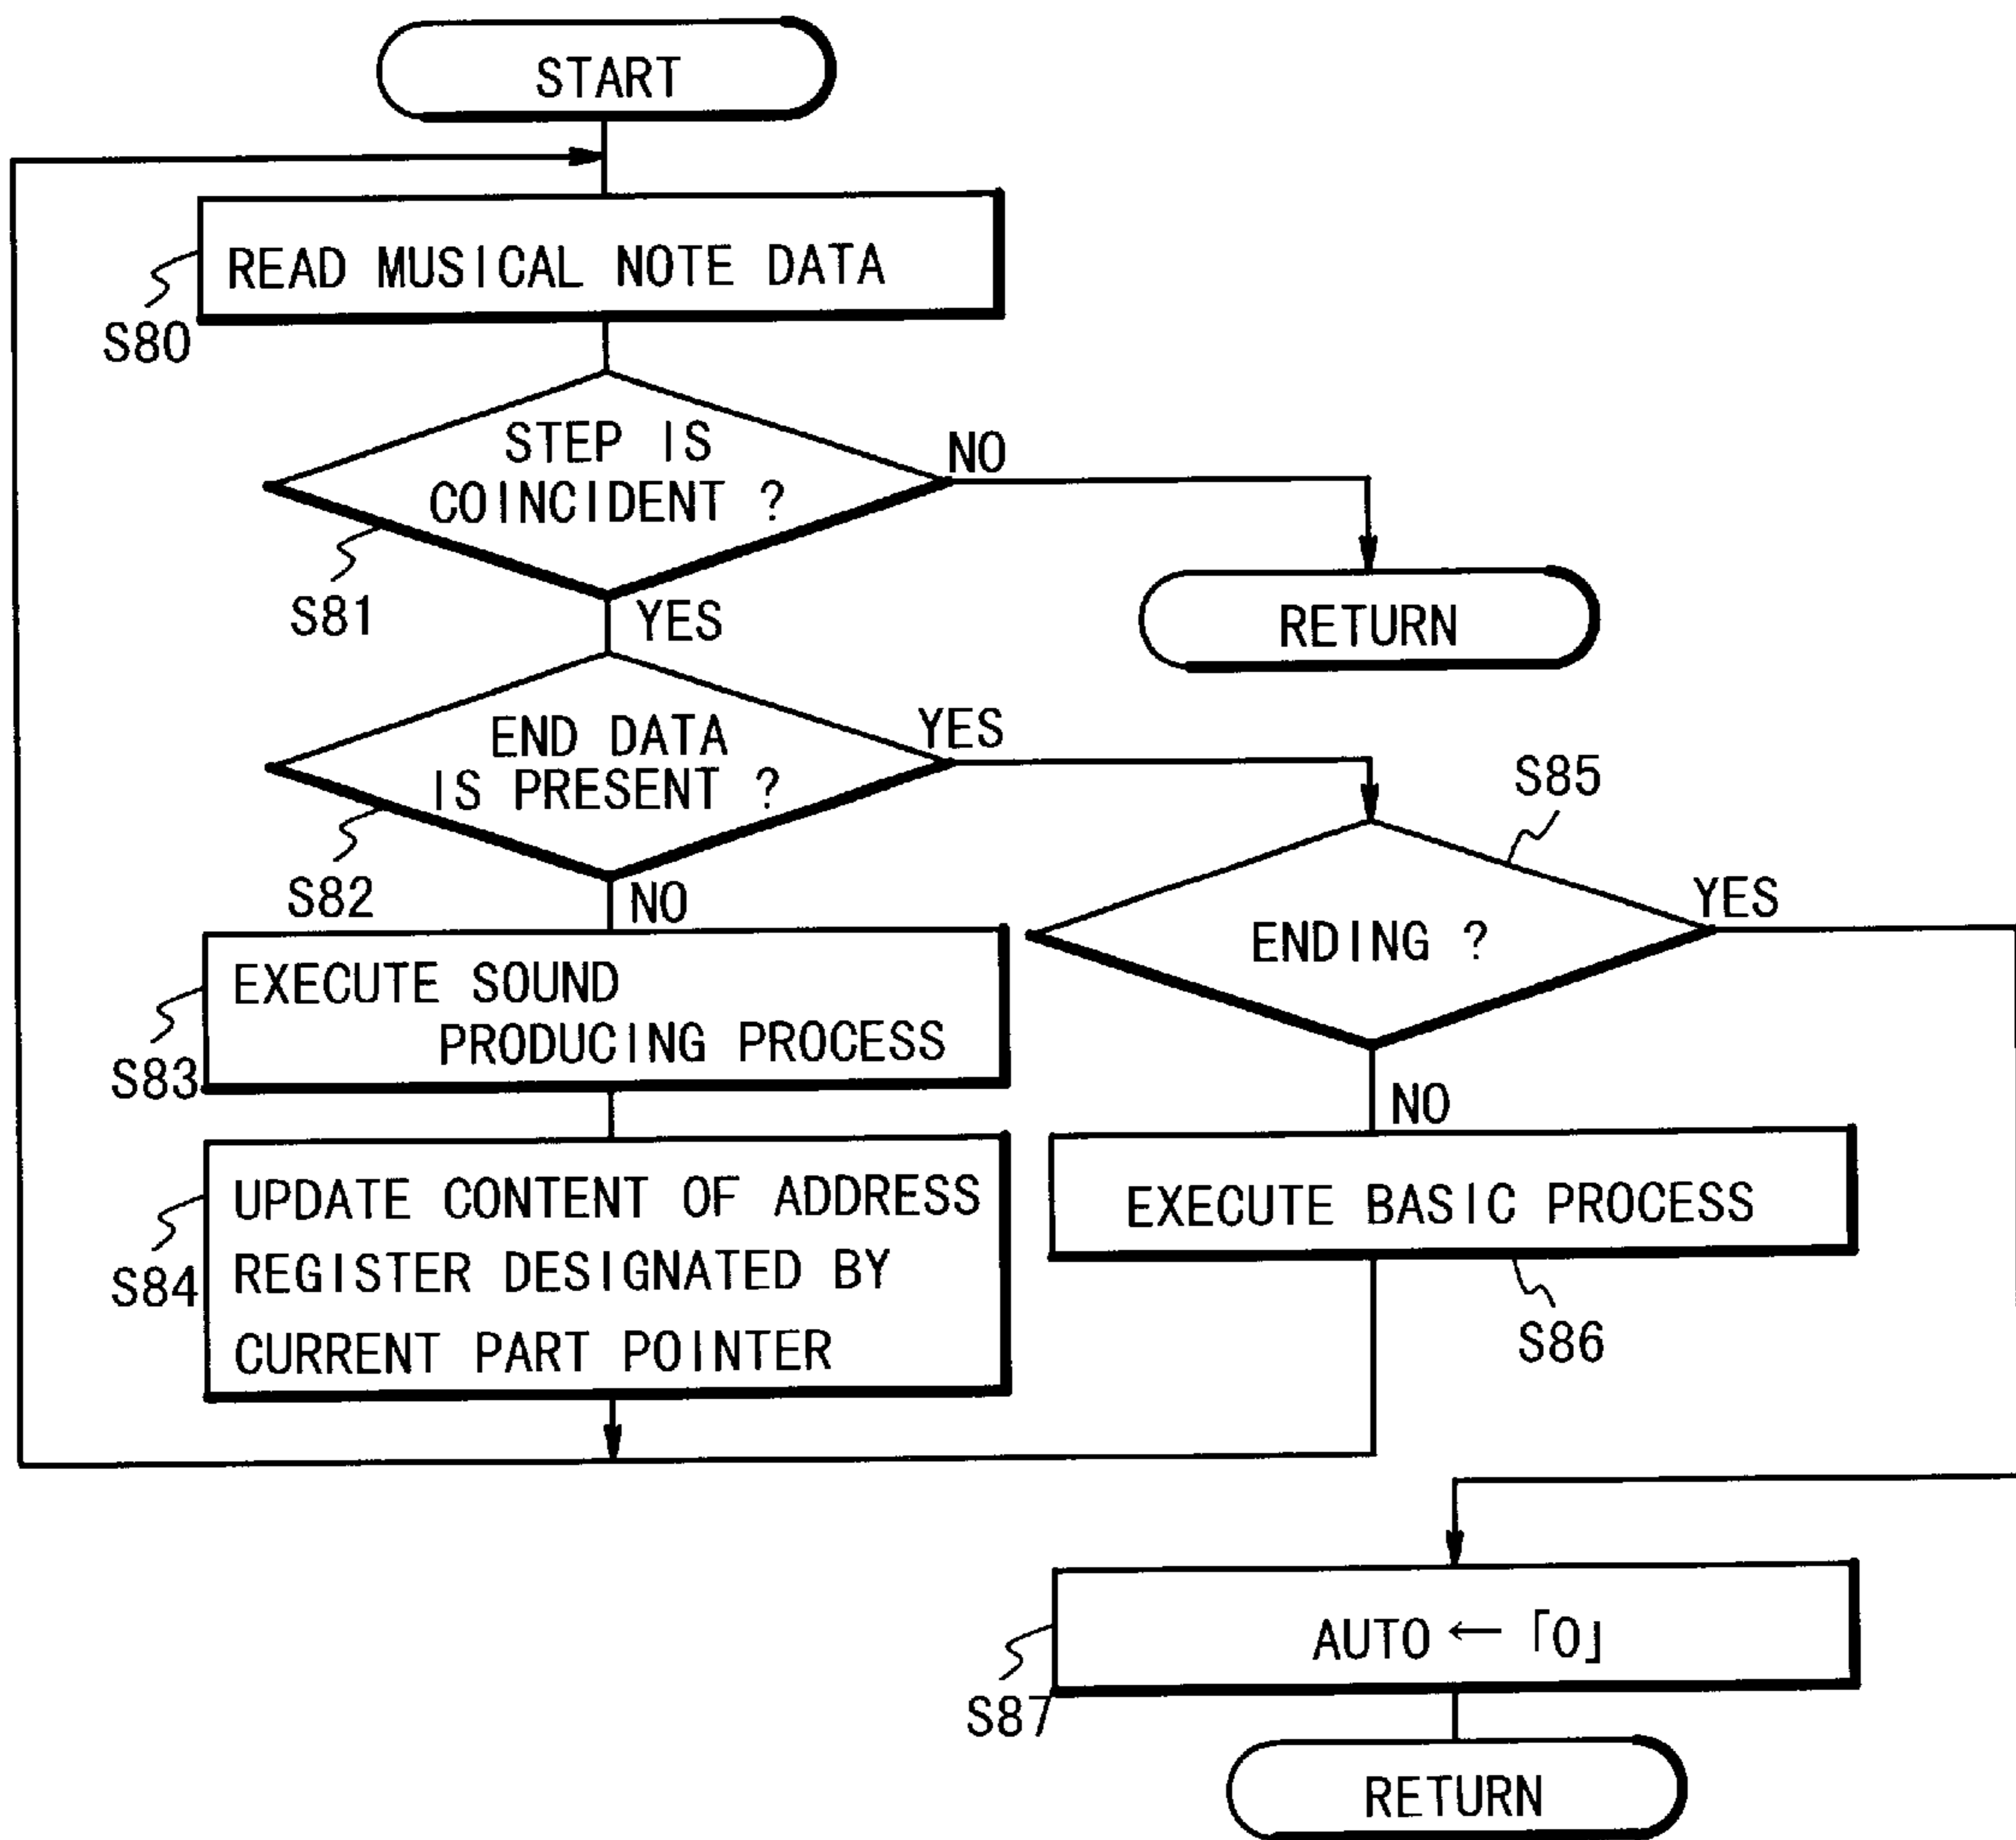 START
READ MUSICAL NOTE DATA
S80
STEP IS
COINCIDENT ?
NO
S81
YES
RETURN
END DATA
IS PRESENT ?
YES
S82
NO
S85
ENDING ?
YES
NO
EXECUTE SOUND
PRODUCING PROCESS
S83
UPDATE CONTENT OF ADDRESS
REGISTER DESIGNATED BY
CURRENT PART POINTER
S84
EXECUTE BASIC PROCESS
S86
AUTO ← 「0」
S87
RETURN